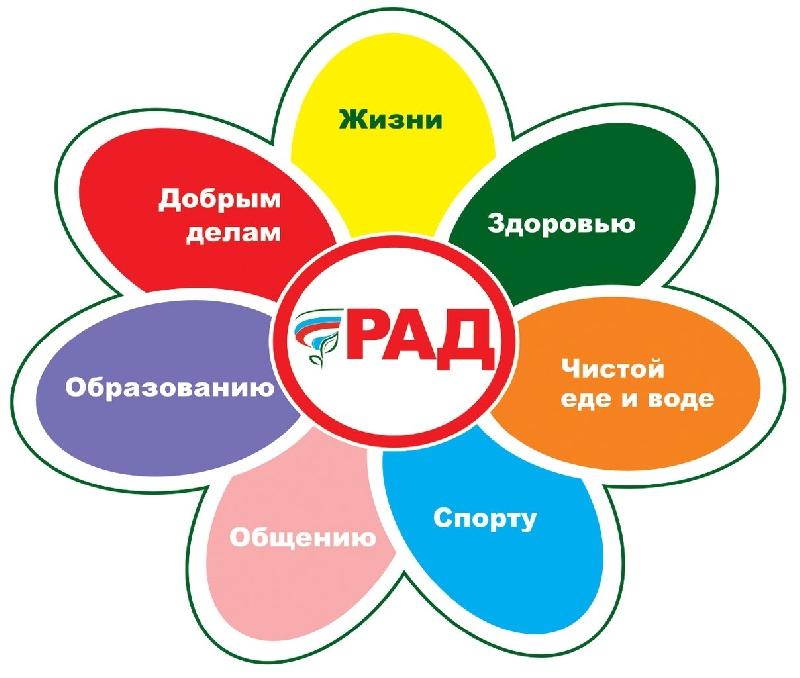 Жизни
Здоровью
Чистой
еде и воде
Спорту
Общению
Образованию
Добрым
делам
РАД